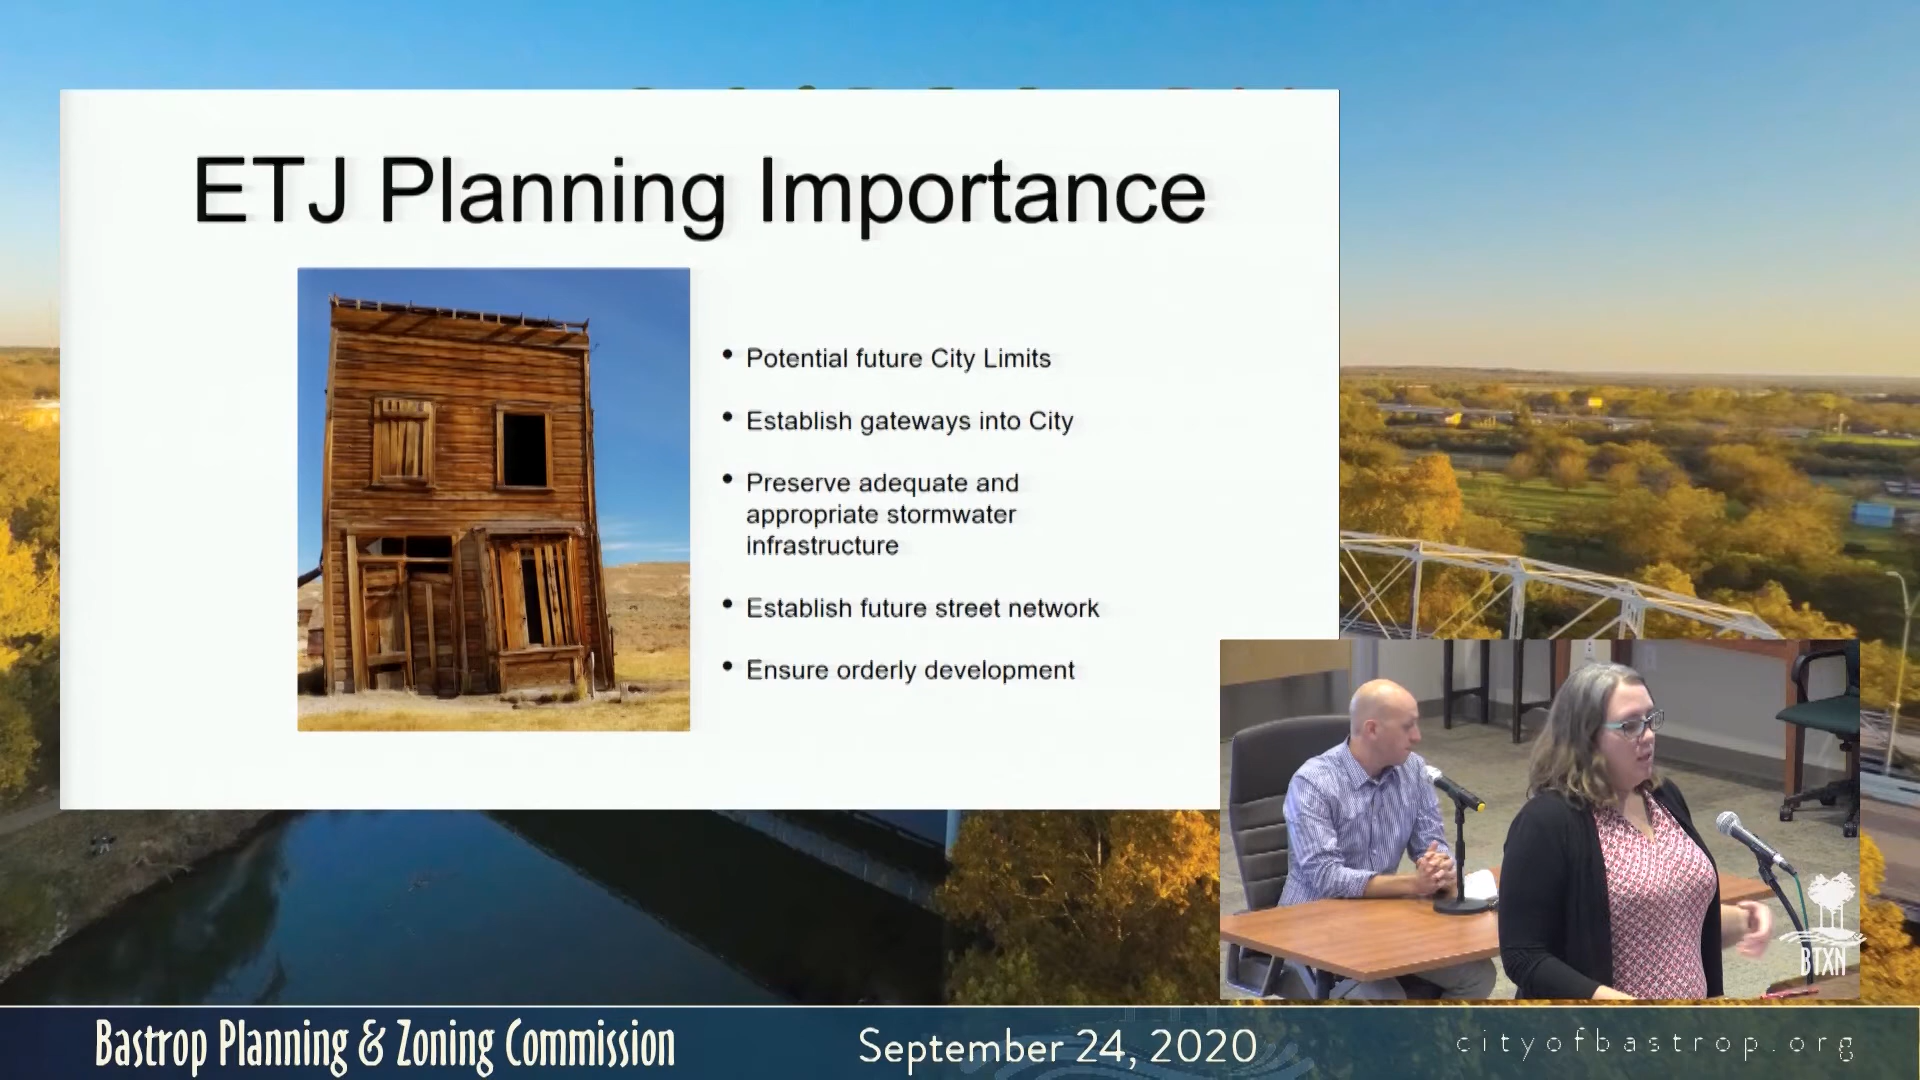 ETJ Planning Importance
• Potential future City Limits
• Establish gateways into City
• Preserve adequate and
appropriate stormwater
infrastructure
• Establish future street network
• Ensure orderly development
BTXN
Bastrop Planning & Zoning Commission
September 24, 2020
cityofbastrop.org